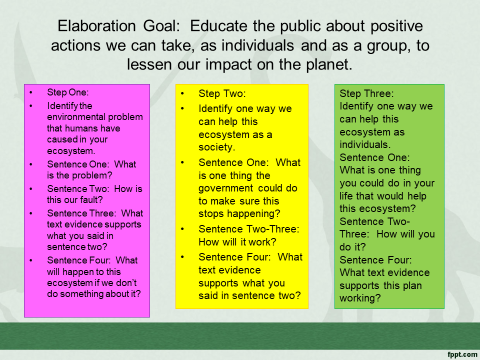 Elaboration Goal:  Educate the public about positive
actions we can take, as individuals and as a group, to
lessen our impact on the planet.
• Step One:
• Identify the
environmental problem
that humans have
caused in your
ecosystem.
• Sentence One:  What
is the problem?
• Sentence Two:  How is
this our fault?
• Sentence Three:  What
text evidence supports
what you said in
sentence two?
• Sentence Four:  What
will happen to this
ecosystem if we don't
do something about it?
• Step Two:
• Identify one way we
can help this
ecosystem as a
society.
• Sentence One:  What
is one thing the
government could do
to make sure this
stops happening?
• Sentence Two-Three:
How will it work?
• Sentence Four:  What
text evidence
supports what you
said in sentence two?
Step Three:
Identify one way we
can help this
ecosystem as
individuals.
Sentence One:
What is one thing
you could do in your
life that would help
this ecosystem?
Sentence Two-
Three:  How will you
do it?
Sentence Four:
What text evidence
supports this plan
working?
fppt.com